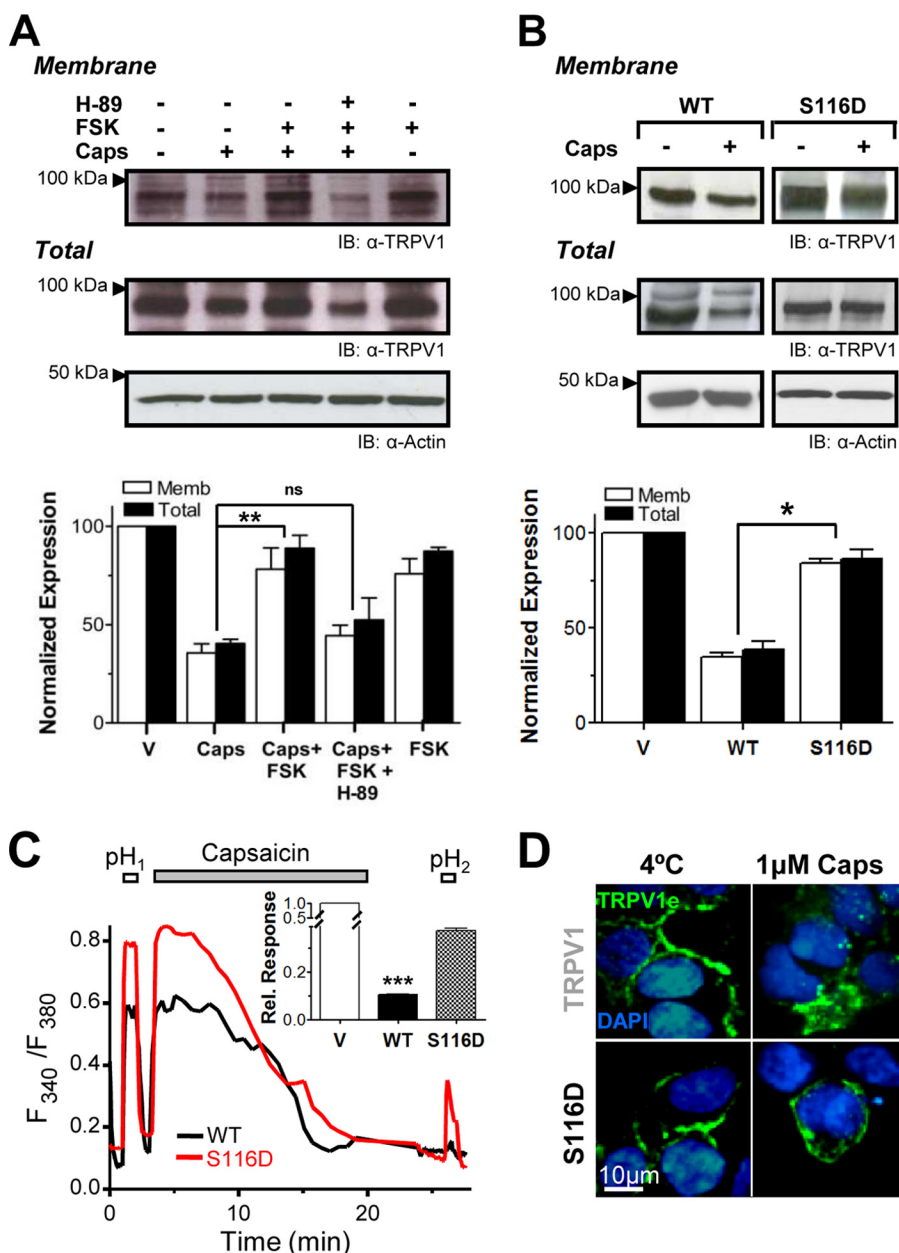 A
Membrane
H-89 - - - + -
FSK - - + + +
Caps - + + + -
100 kDa
IB: α-TRPV1
Total
100 kDa
IB: α-TRPV1
50 kDa
IB: α-Actin
Normalized Expression
100
50
0
Memb
Total
ns
**
V
Caps
Caps+
FSK
Caps+
FSK +
H-89
FSK
B
Membrane
WT S116D
Caps - + - +
100 kDa
IB: α-TRPV1
Total
100 kDa
IB: α-TRPV1
50 kDa
IB: α-Actin
Normalized Expression
100
50
0
Memb
Total
*
V WT S116D
C
pH1 Capsaicin pH2
F340/F380
0.8
0.6
0.4
0.2
0.0
WT
S116D
0 10 20
Time (min)
Rel. Response
1.0
0.5
0.2
0.0
***
V WT S116D
D
4ºC 1µM Caps
TRPV1
TRPV1e
DAPI
S116D
10µm